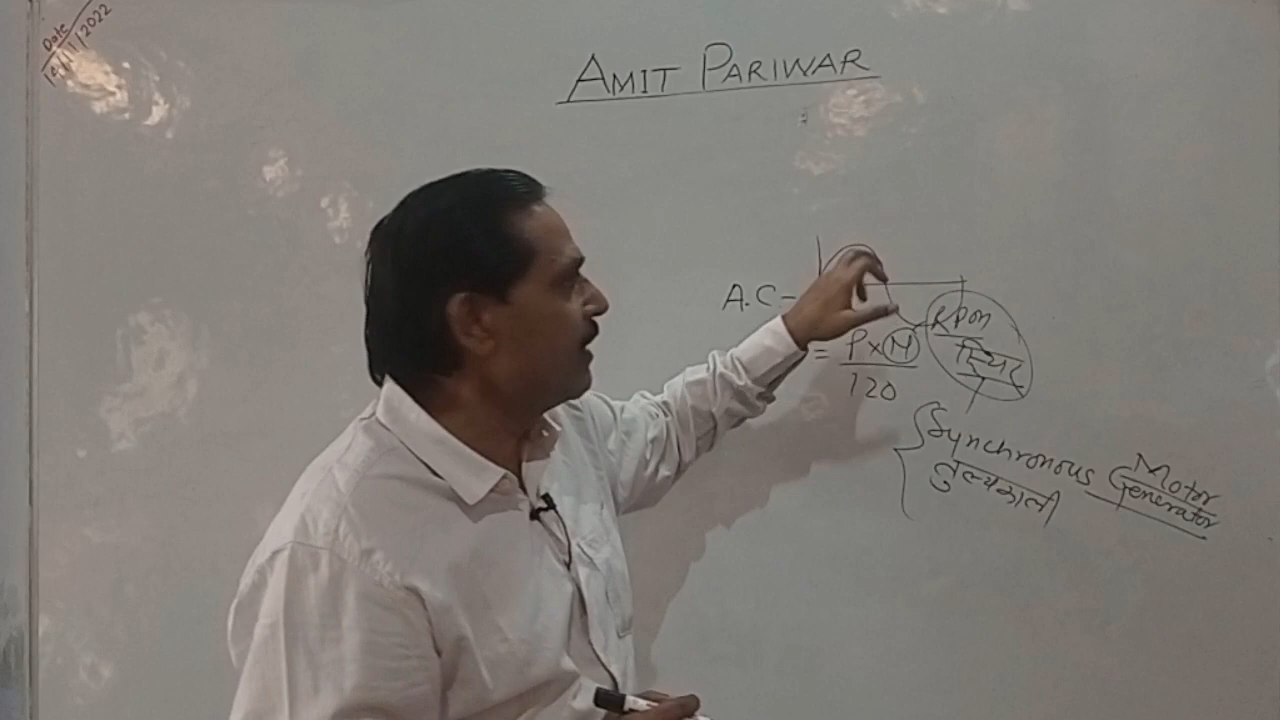 Date
14/11/2022
AMIT PARIWAR
A.C -
RPM
स्थिर
= P×N
120
Synchronous Motor
तुल्यकाली Generator